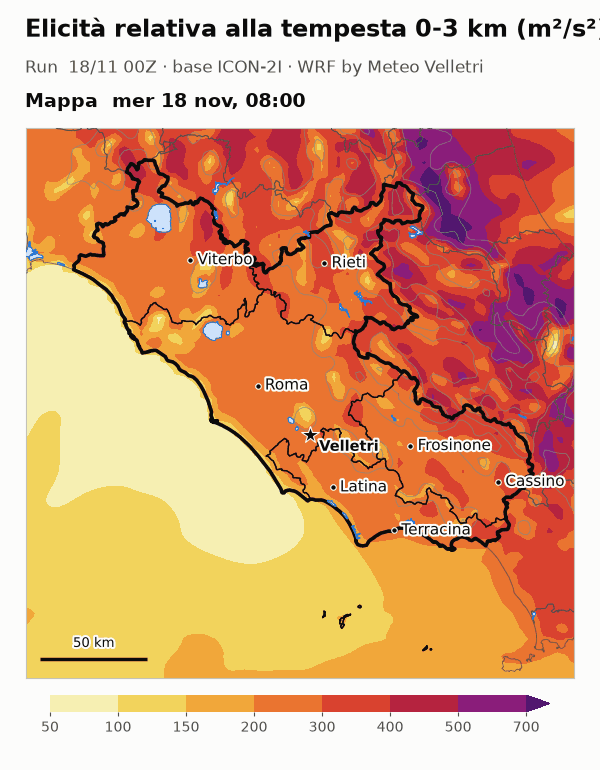 Elicità relativa alla tempesta 0-3 km (m²/s²)
Run 18/11 00Z · base ICON-2I · WRF by Meteo Velletri
Mappa mer 18 nov, 08:00
Viterbo
Rieti
Roma
Velletri
Frosinone
Latina
Cassino
Terracina
50 km
50 100 150 200 300 400 500 700